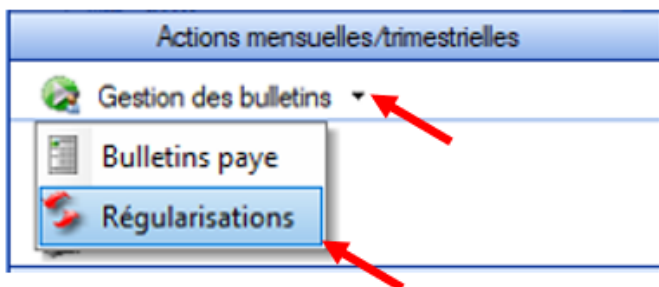 Actions mensuelles/trimestrielles
Gestion des bulletins
Bulletins paye
Régularisations